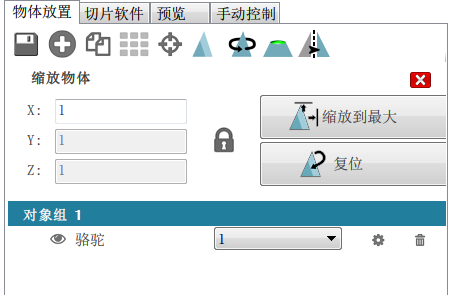 物体放置 切片软件 预览 手动控制
缩放物体
X: 1
缩放到最大
Y: 1
Z: 1
复位
对象组 1
骆驼 1